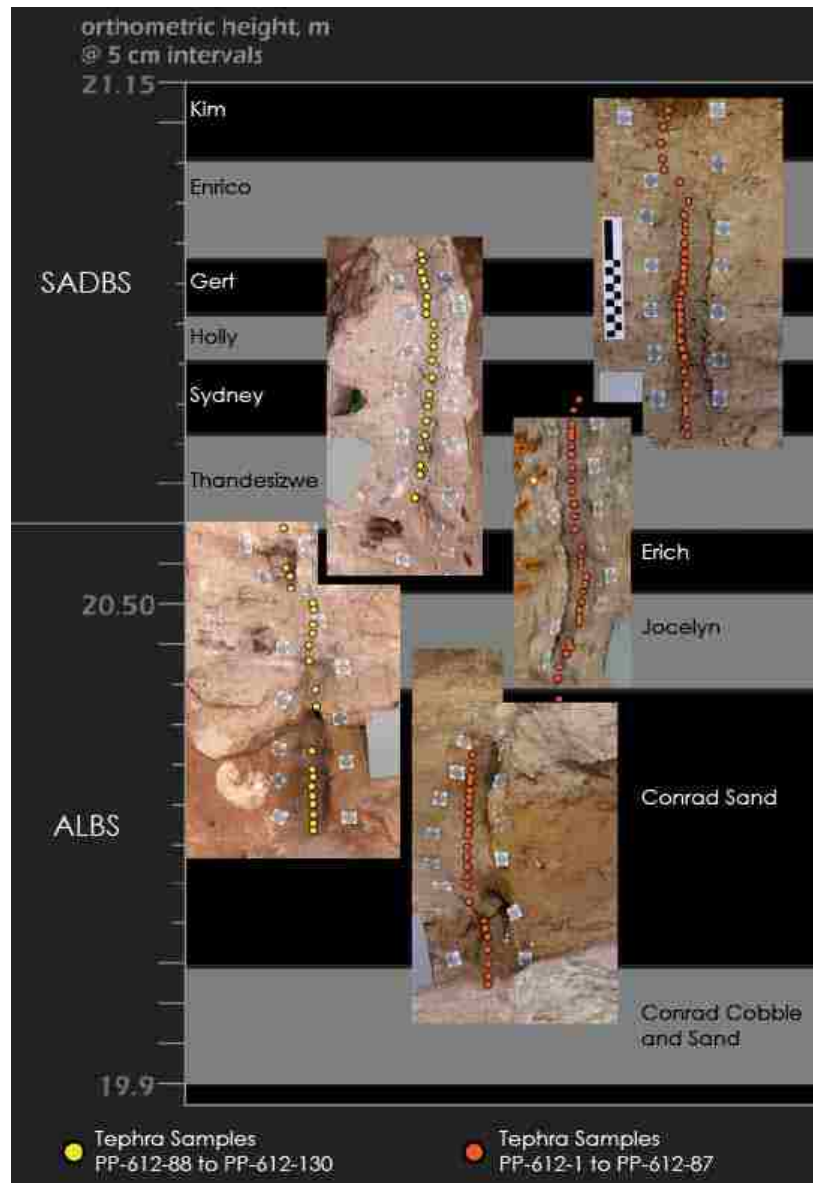 orthometric height, m
@ 5 cm intervals
21.15
Kim
Enrico
SADBS
Gert
Holly
Sydney
Thandesizwe
Erich
20.50
Jocelyn
ALBS
Conrad Sand
Conrad Cobble
and Sand
19.9
Tephra Samples
PP-612-88 to PP-612-130
Tephra Samples
PP-612-1 to PP-612-87